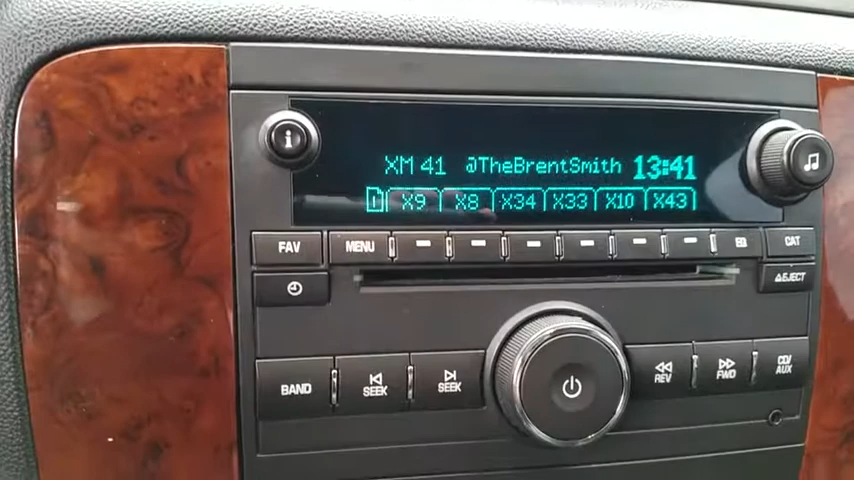 i
XM 41 @TheBrentSmith 13:41
1 X9 X8 X34 X33 X10 X43
FAV MENU CAT
EJECT
BAND SEEK SEEK REV FWD CD/AUX